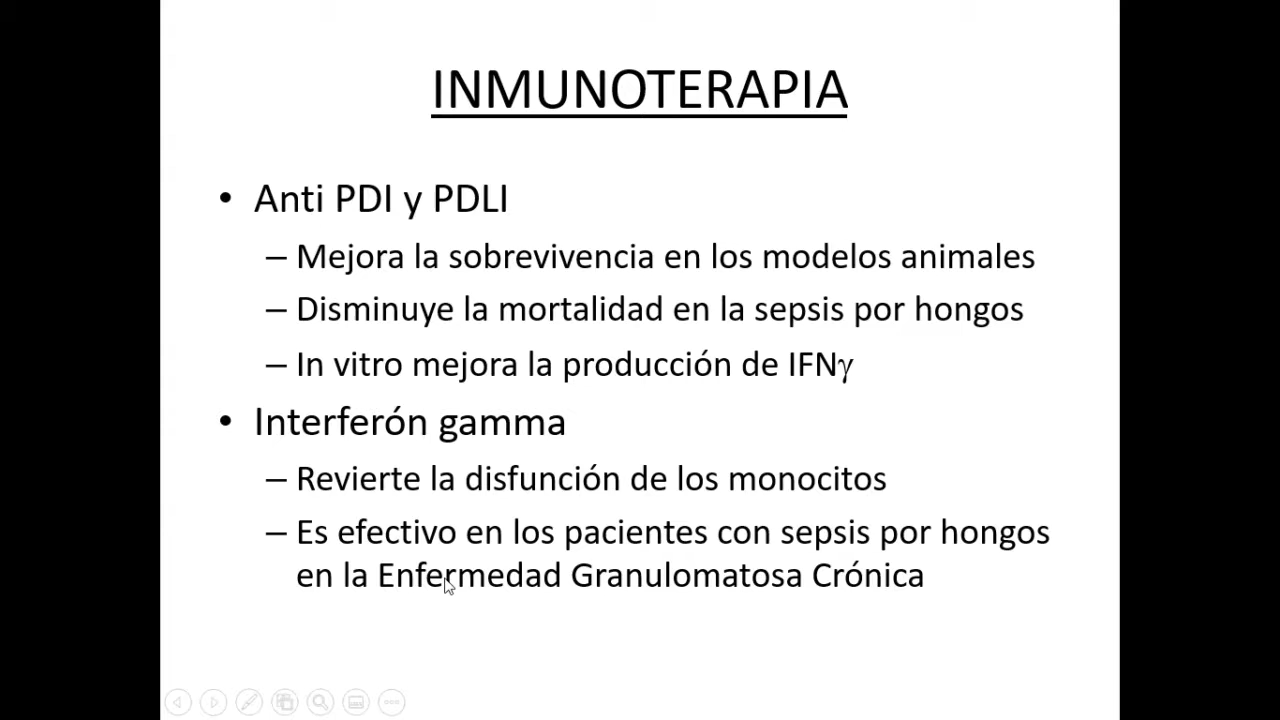 INMUNOTERAPIA
• Anti PDI y PDLI
– Mejora la sobrevivencia en los modelos animales
– Disminuye la mortalidad en la sepsis por hongos
– In vitro mejora la producción de IFNγ
• Interferón gamma
– Revierte la disfunción de los monocitos
– Es efectivo en los pacientes con sepsis por hongos
en la Enfermedad Granulomatosa Crónica